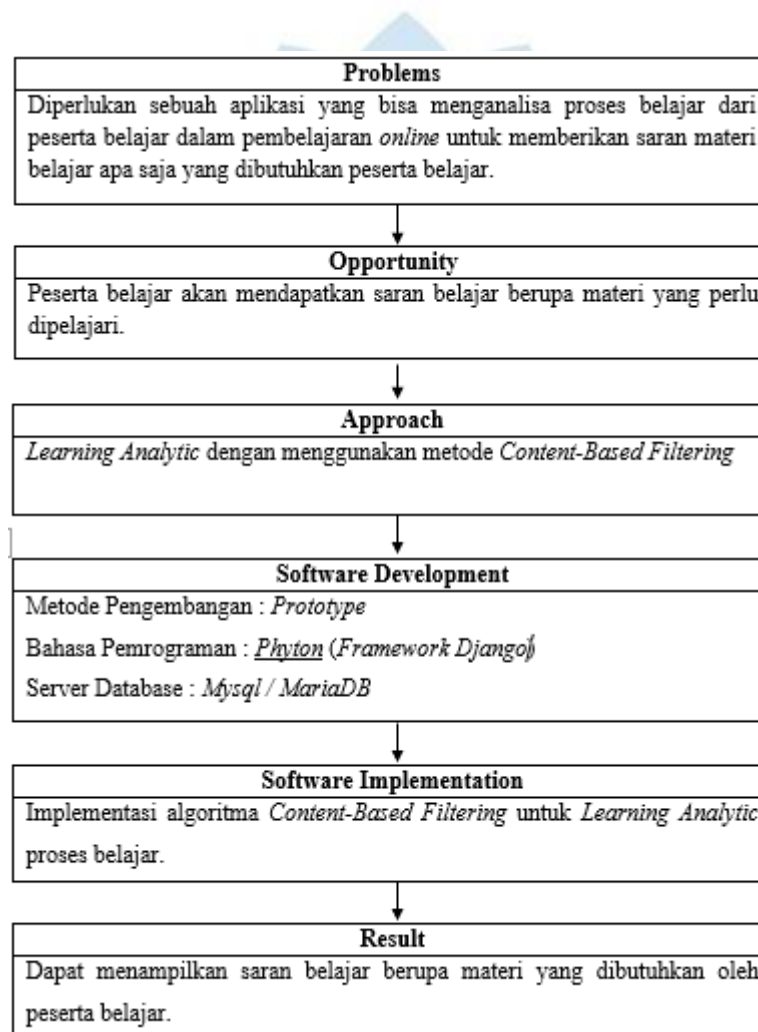 Problems
Diperlukan sebuah aplikasi yang bisa menganalisa proses belajar dari
peserta belajar dalam pembelajaran online untuk memberikan saran materi
belajar apa saja yang dibutuhkan peserta belajar.
Opportunity
Peserta belajar akan mendapatkan saran belajar berupa materi yang perlu
dipelajari.
Approach
Learning Analytic dengan menggunakan metode Content-Based Filtering
Software Development
Metode Pengembangan : Prototype
Bahasa Pemrograman : Phyton (Framework Django)
Server Database : Mysql / MariaDB
Software Implementation
Implementasi algoritma Content-Based Filtering untuk Learning Analytic
proses belajar.
Result
Dapat menampilkan saran belajar berupa materi yang dibutuhkan oleh
peserta belajar.